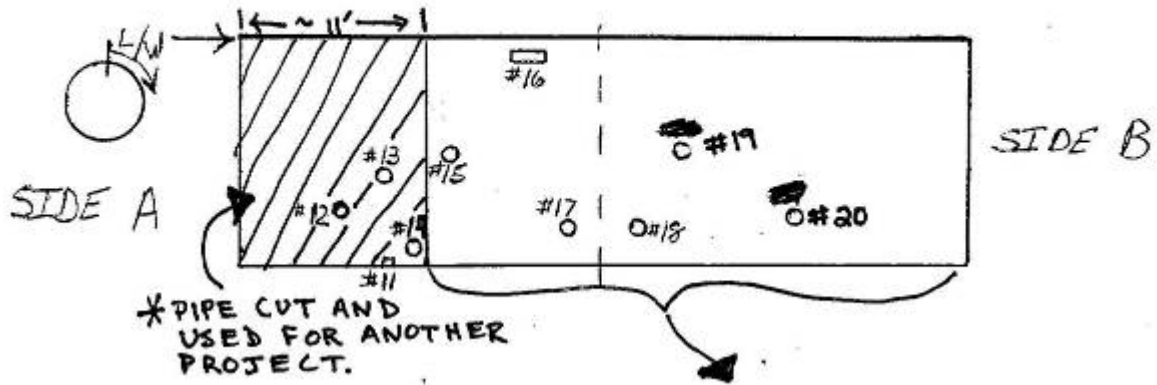 ~ 11'
L/W
#16
#19
SIDE B
#13
#15
SIDE A
#12
#17
#18
#20
#14
#11
* PIPE CUT AND
USED FOR ANOTHER
PROJECT.